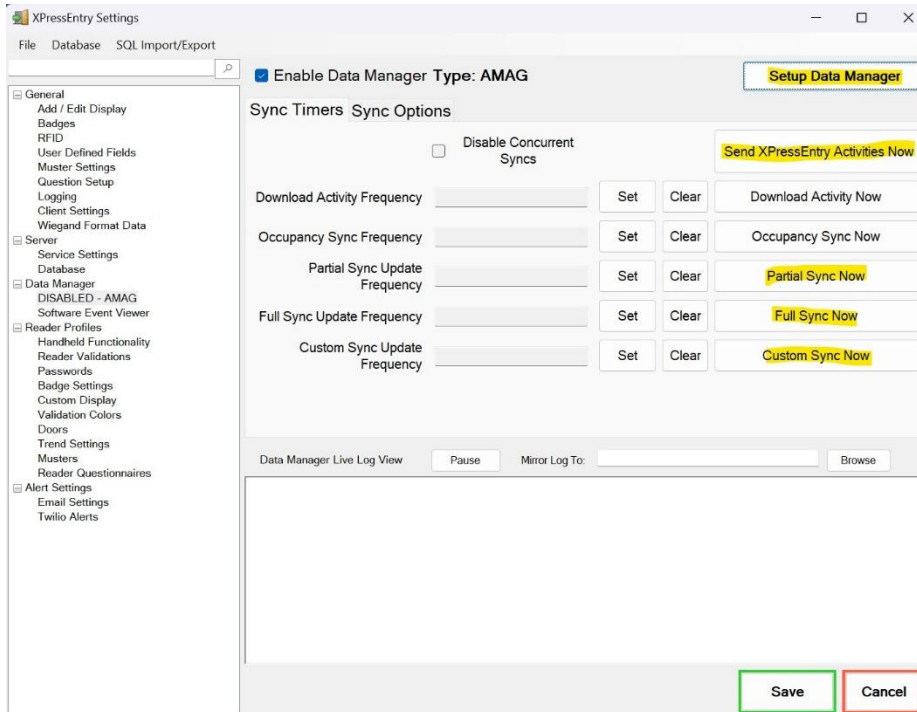 XPressEntry Settings
File Database SQL Import/Export
General
Add / Edit Display
Badges
RFID
User Defined Fields
Muster Settings
Question Setup
Logging
Client Settings
Wiegand Format Data
Server
Service Settings
Database
Data Manager
DISABLED - AMAG
Software Event Viewer
Reader Profiles
Handheld Functionality
Reader Validations
Passwords
Badge Settings
Custom Display
Validation Colors
Doors
Trend Settings
Musters
Reader Questionnaires
Alert Settings
Email Settings
Twilio Alerts
Enable Data Manager Type: AMAG
Setup Data Manager
Sync Timers Sync Options
Disable Concurrent
Syncs
Send XPressEntry Activities Now
Download Activity Frequency Set Clear Download Activity Now
Occupancy Sync Frequency Set Clear Occupancy Sync Now
Partial Sync Update
Frequency Set Clear Partial Sync Now
Full Sync Update Frequency Set Clear Full Sync Now
Custom Sync Update
Frequency Set Clear Custom Sync Now
Data Manager Live Log View Pause Mirror Log To: Browse
Save Cancel